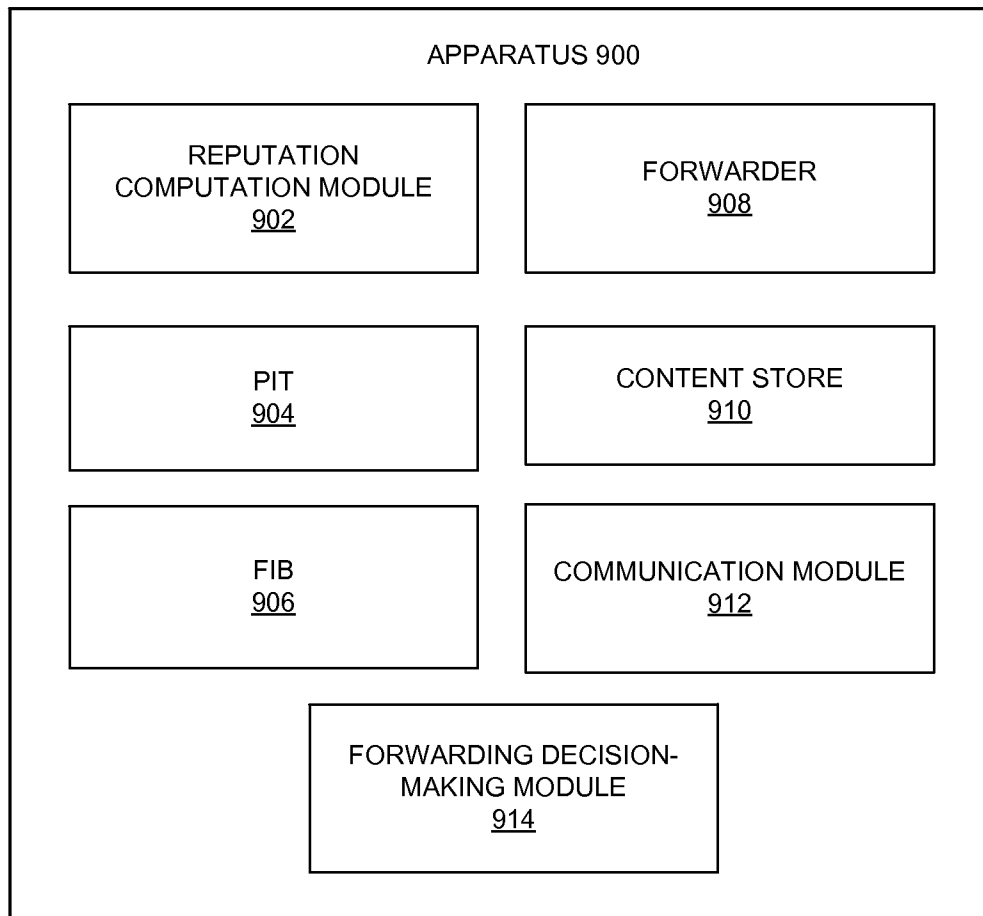 APPARATUS 900
REPUTATION
COMPUTATION MODULE
902
FORWARDER
908
PIT
904
CONTENT STORE
910
FIB
906
COMMUNICATION MODULE
912
FORWARDING DECISION-
MAKING MODULE
914